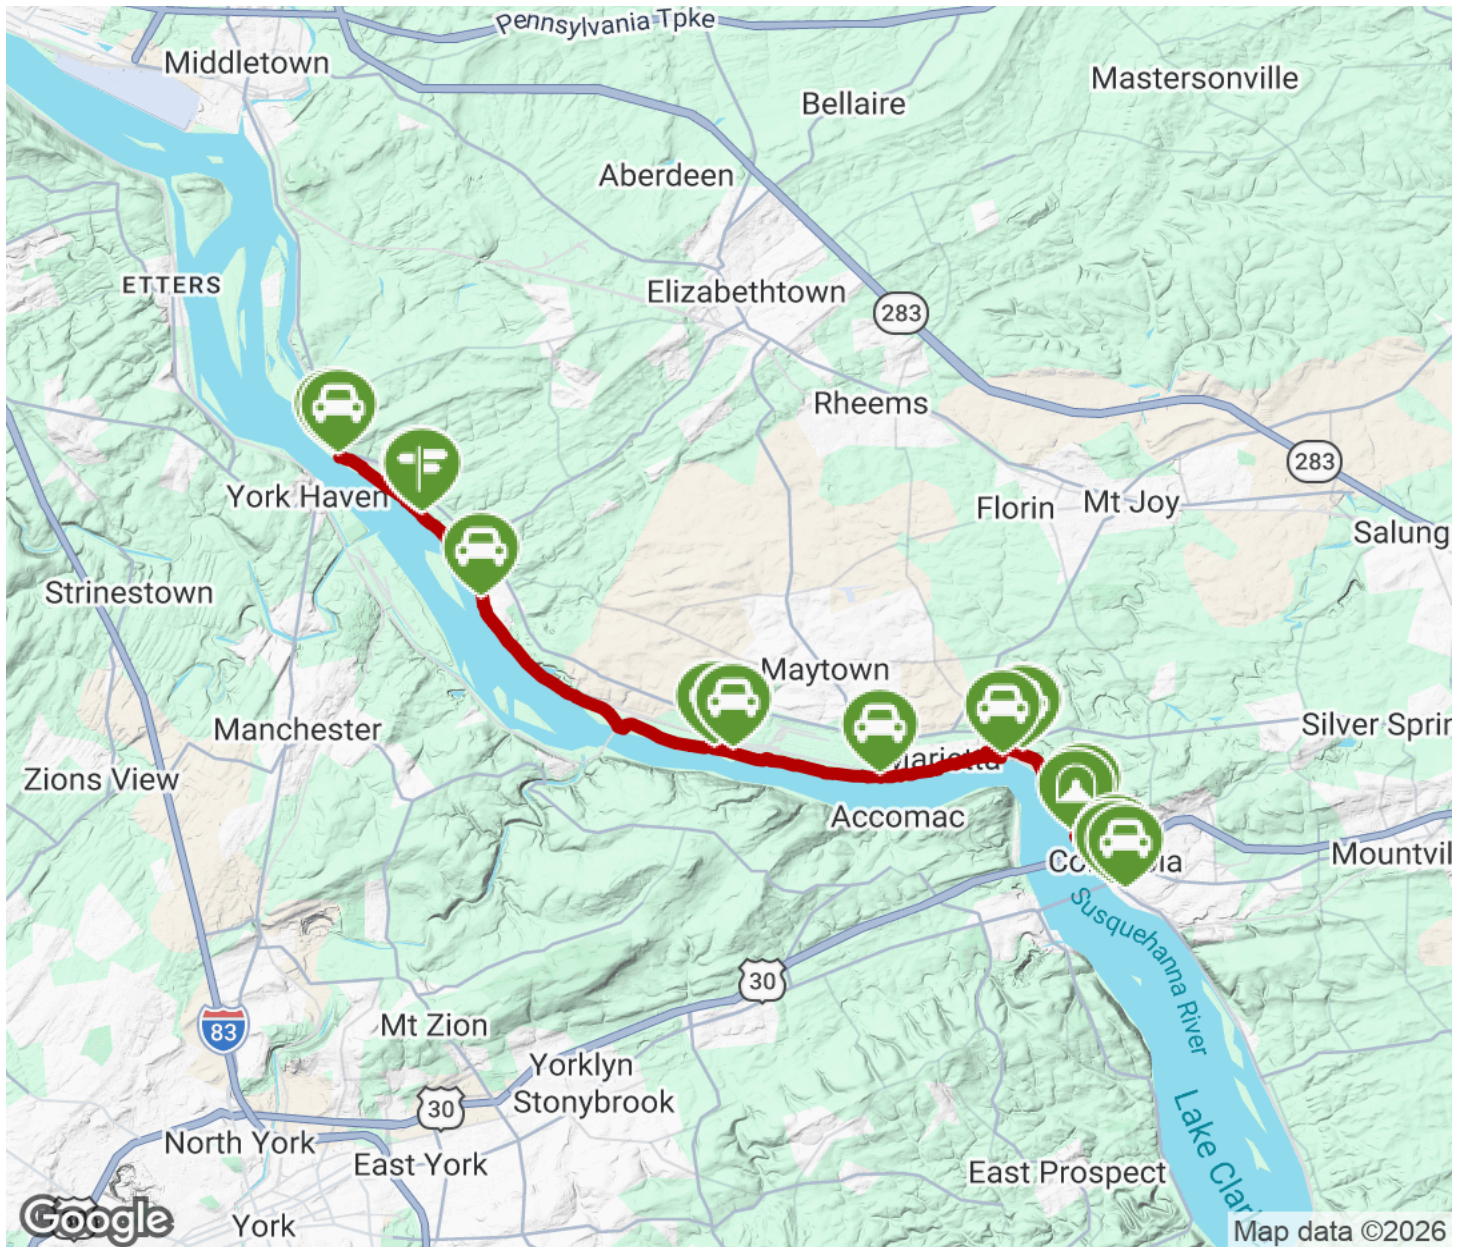 Pennsylvania Tpke
Middletown
Mastersonville
Bellaire
Aberdeen
ETTERS
Elizabethtown
283
Rheems
283
York Haven
Florin
Mt Joy
Salung
Strinestown
Maytown
Manchester
Silver Sprin
Zions View
Marietta
Accomac
Mountvil
Susquehanna River
30
83
Mt Zion
Yorklyn
Stonybrook
30
North York
East York
Lake Clar
East Prospect
York
Google
Map data ©2026